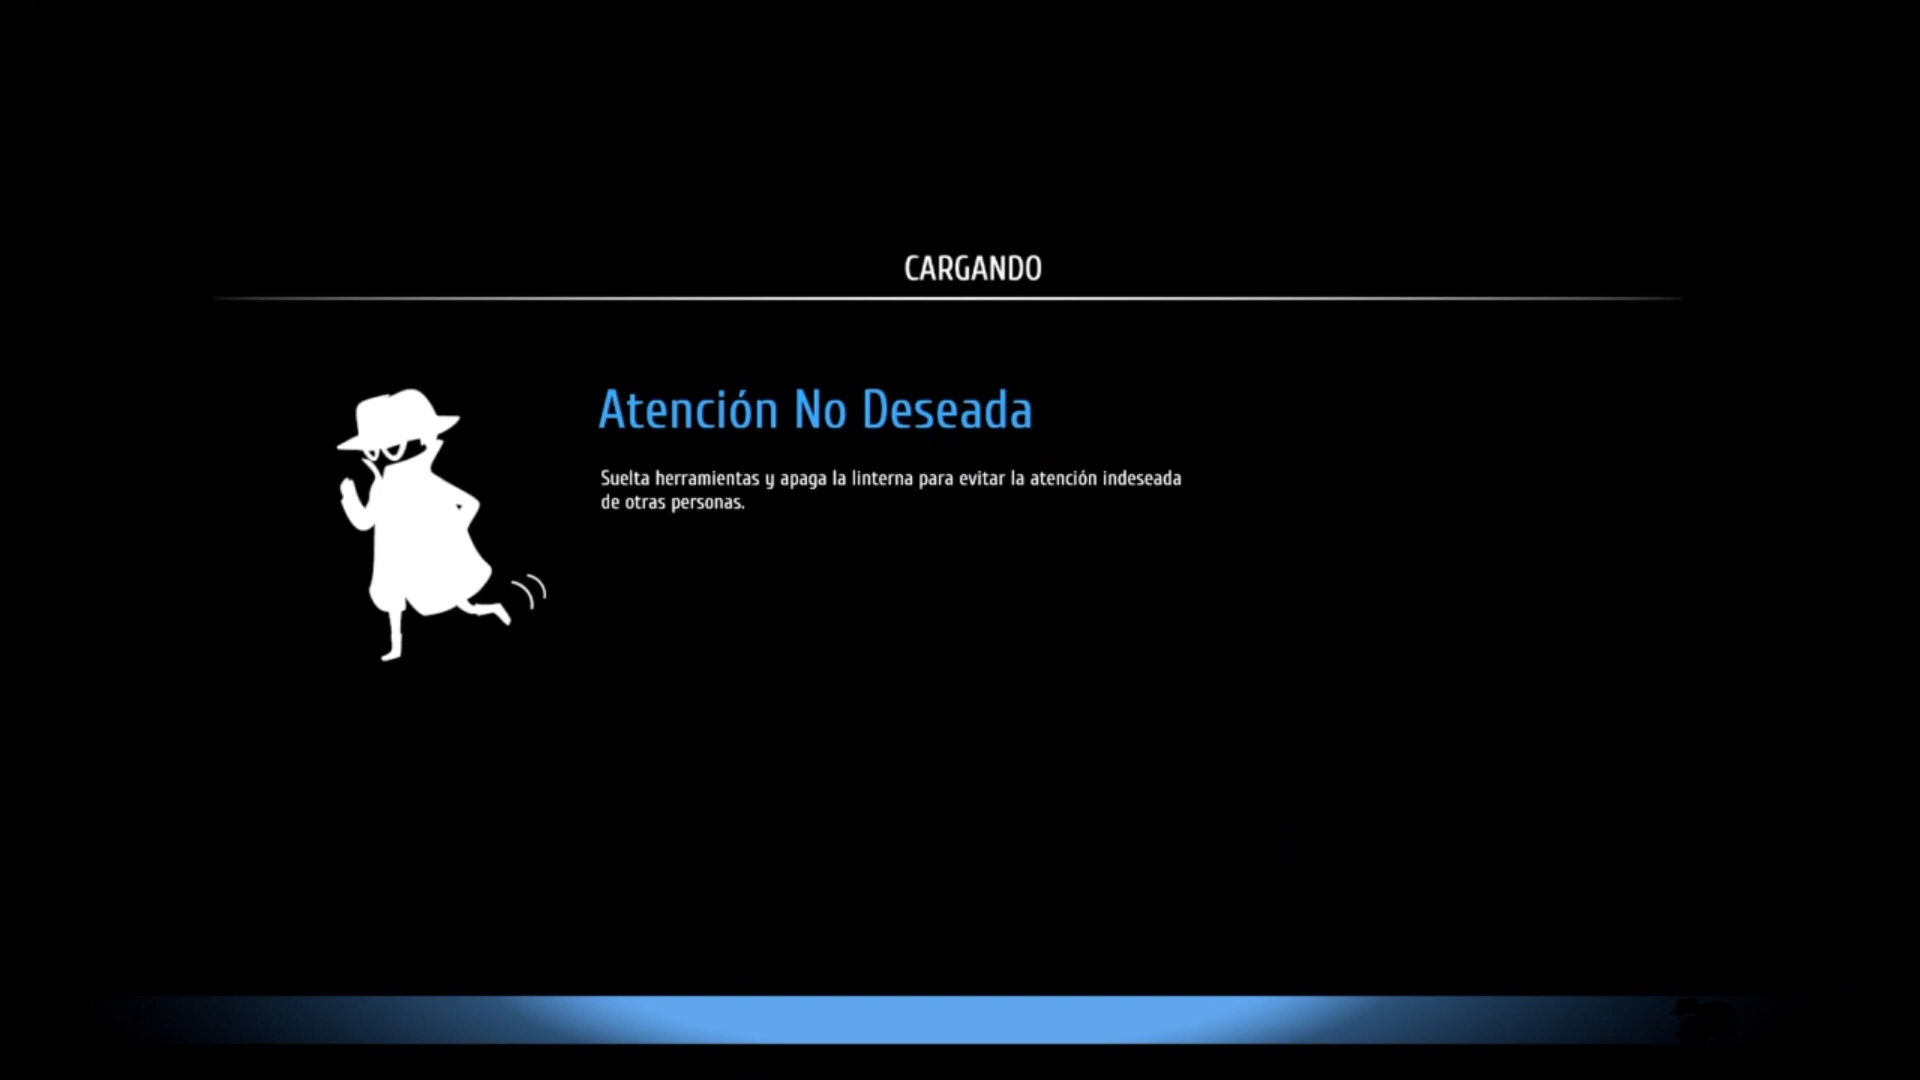 CARGANDO
Atención No Deseada
Suelta herramientas y apaga la linterna para evitar la atención indeseada
de otras personas.